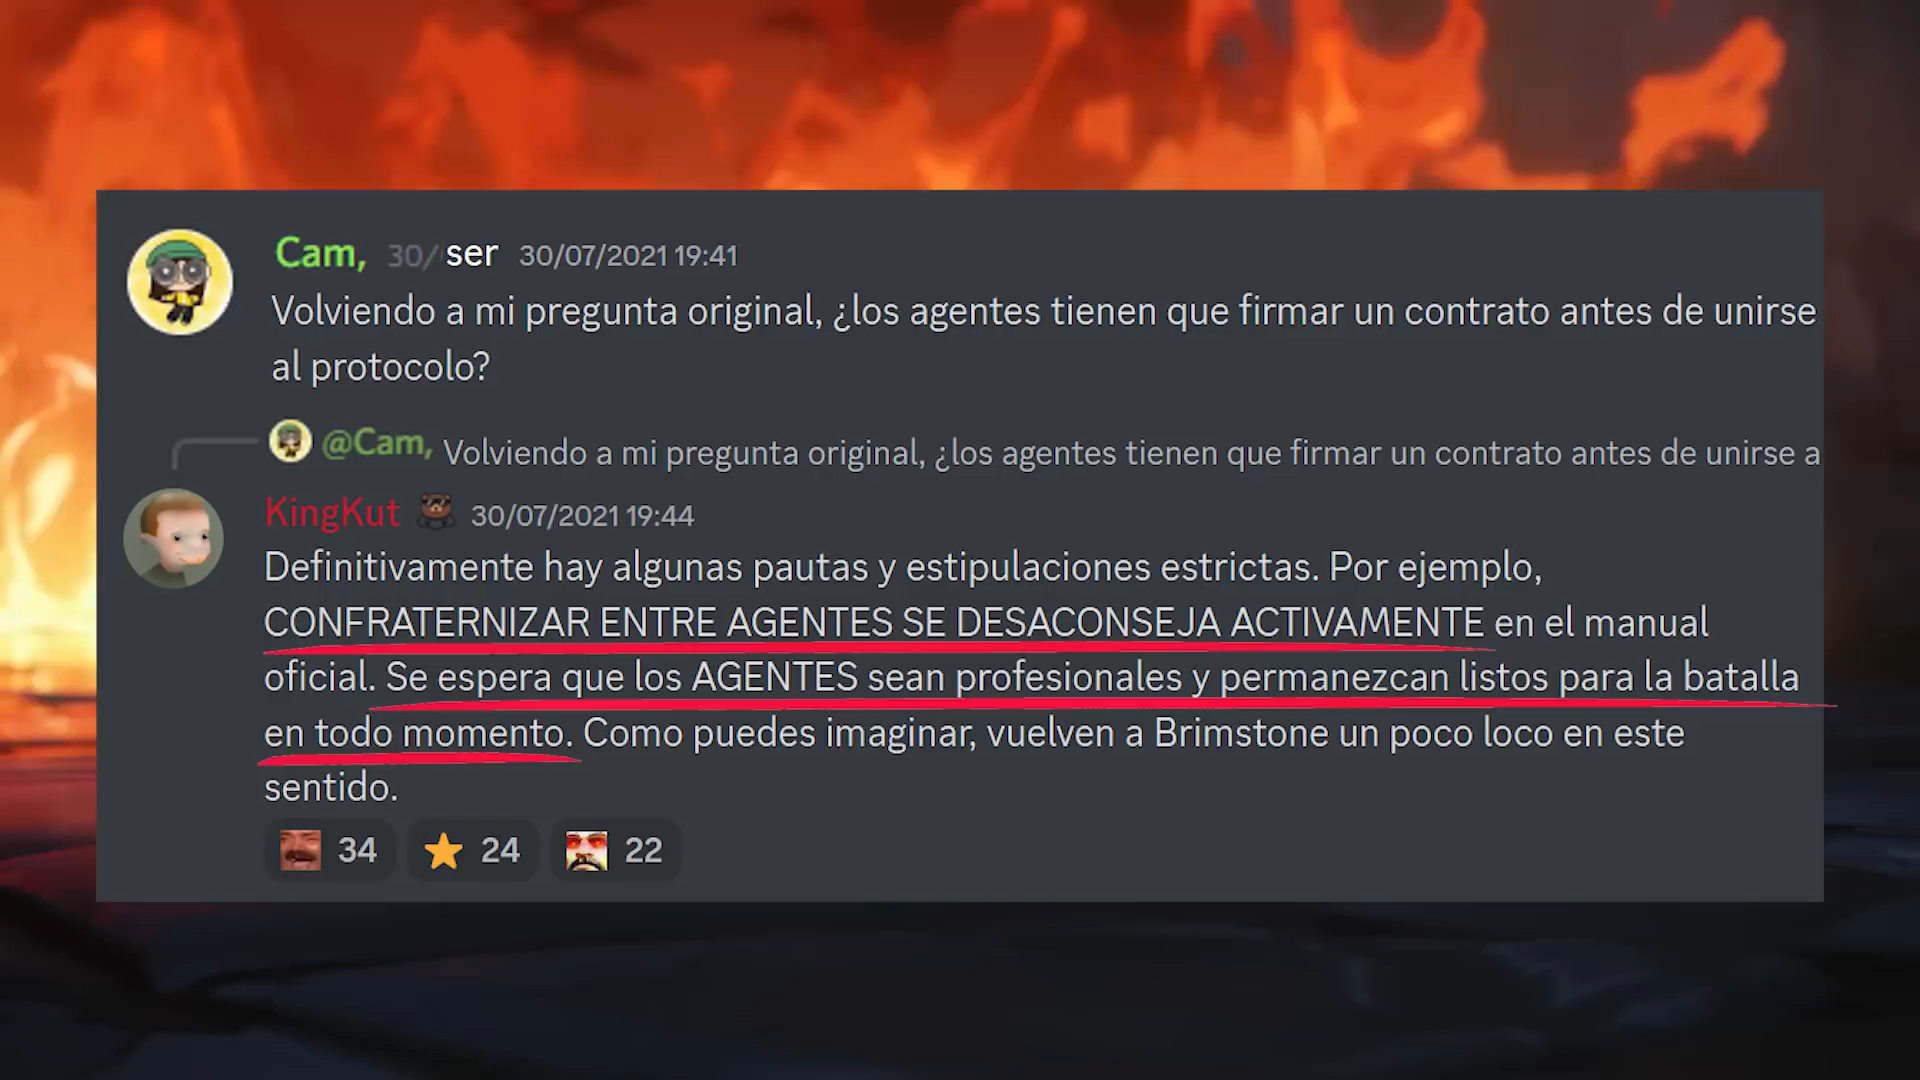 Cam, 30/ ser 30/07/2021 19:41
Volviendo a mi pregunta original, ¿los agentes tienen que firmar un contrato antes de unirse
al protocolo?
@Cam, Volviendo a mi pregunta original, ¿los agentes tienen que firmar un contrato antes de unirse a
KingKut 30/07/2021 19:44
Definitivamente hay algunas pautas y estipulaciones estrictas. Por ejemplo,
CONFRATERNIZAR ENTRE AGENTES SE DESACONSEJA ACTIVAMENTE en el manual
oficial. Se espera que los AGENTES sean profesionales y permanezcan listos para la batalla
en todo momento. Como puedes imaginar, vuelven a Brimstone un poco loco en este
sentido.
34 24 22